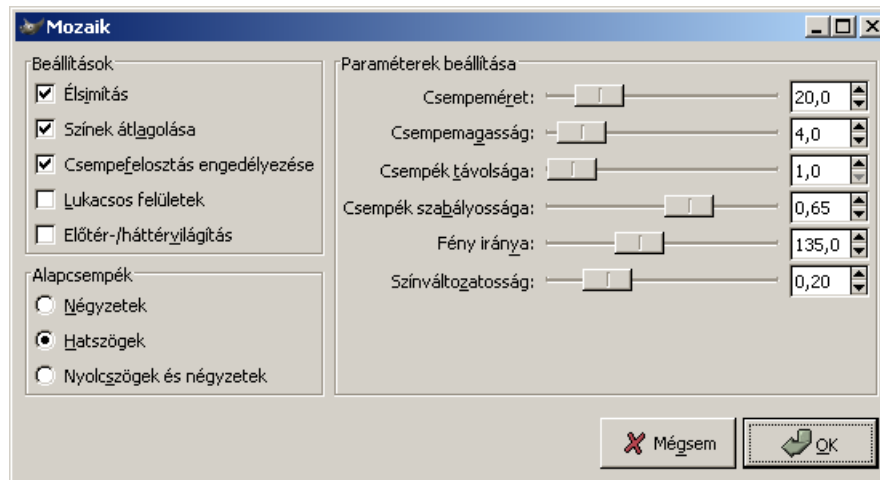 Mozaik
Beállítások
Élsimítás
Színek átlagolása
Csempefelosztás engedélyezése
Lukacsos felületek
Előtér-/háttérvilágítás
Alapcsempék
Négyzetek
Hatszögek
Nyolcszögek és négyzetek
Paraméterek beállítása
Csempeméret: 20,0
Csempemagasság: 4,0
Csempék távolsága: 1,0
Csempék szabályossága: 0,65
Fény iránya: 135,0
Színváltozatosság: 0,20
Mégsem
OK